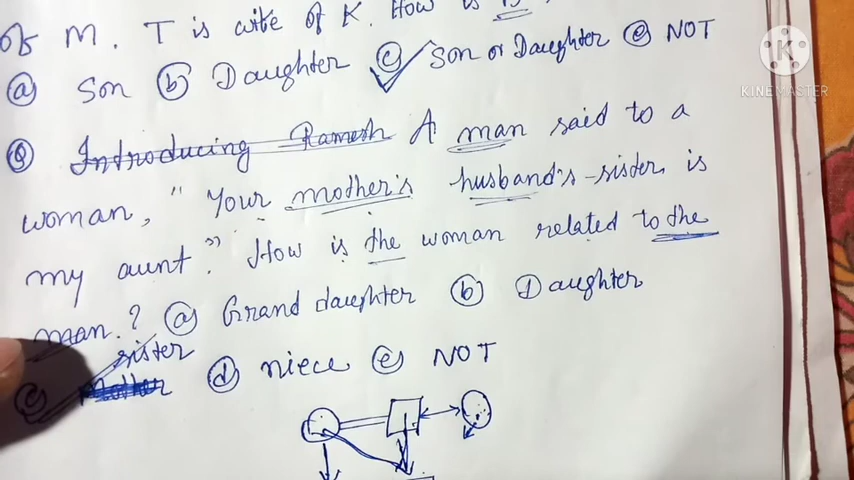 of M. T is wife of K. How is
(a) Son (b) Daughter (c) Son or Daughter (e) NOT
K
KINEMASTER
(Q) Introducing Ramesh A man said to a
woman, " Your mother's husband's sister is
my aunt". How is the woman related to the
man.? (a) Grand daughter (b) Daughter
(c) sister (d) niece (e) NOT